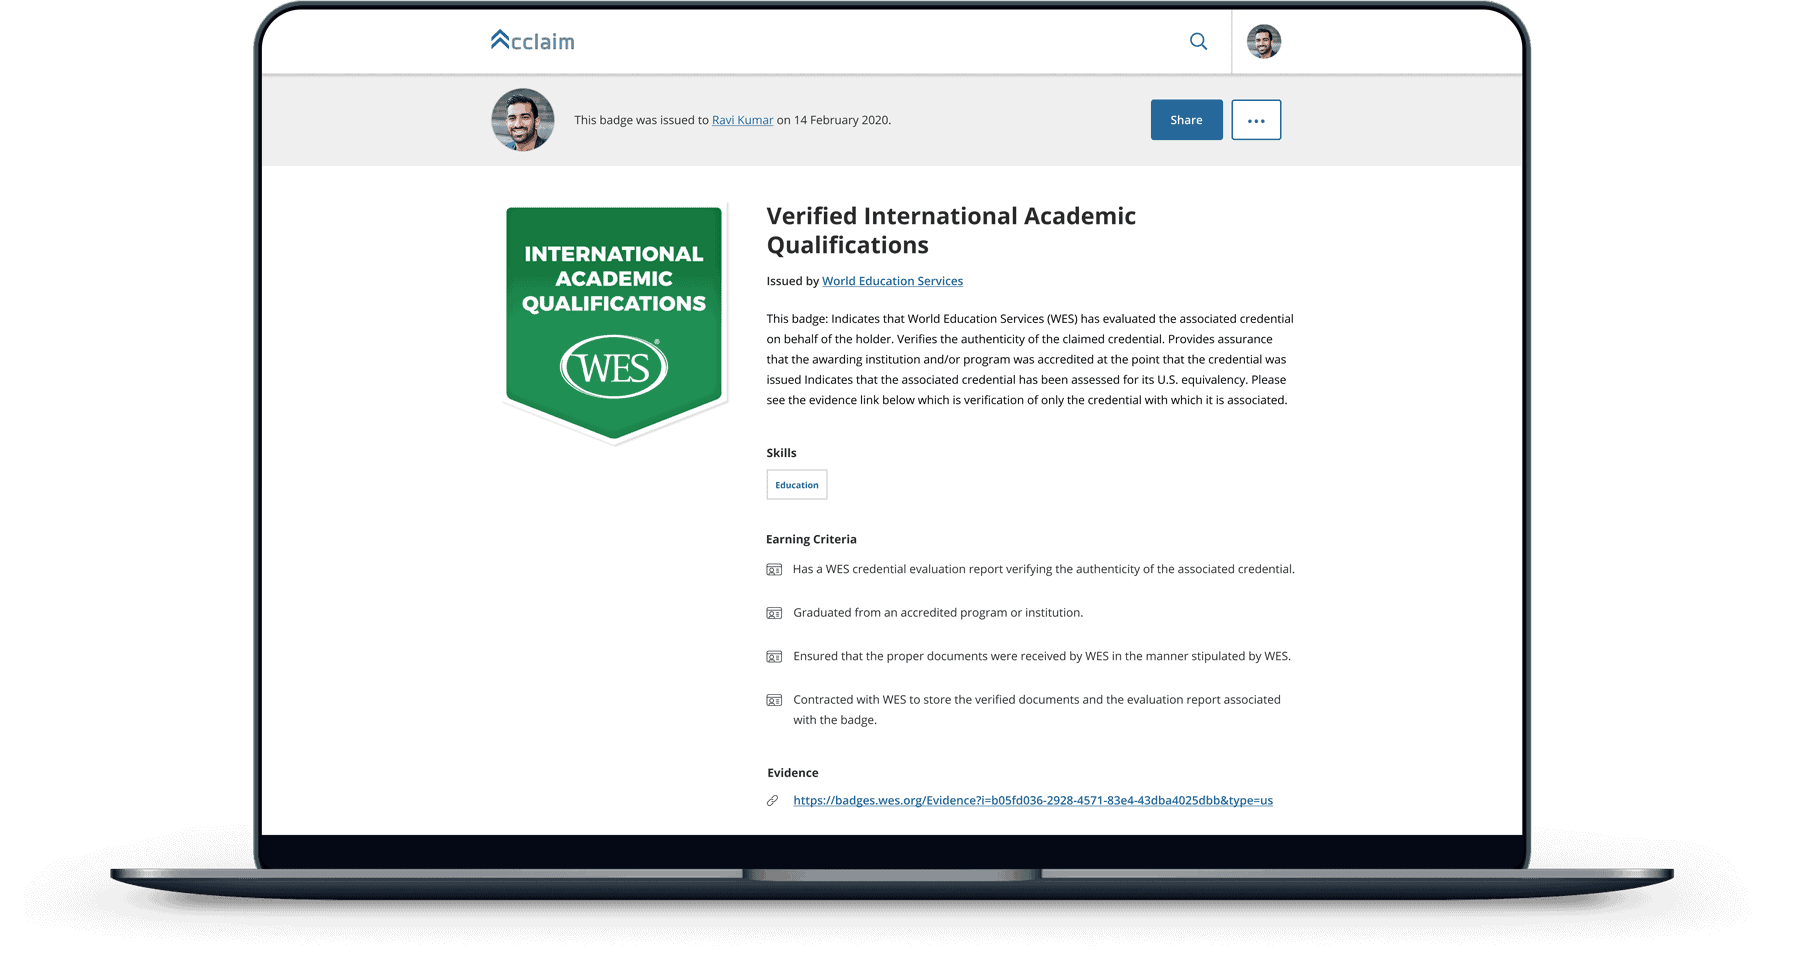 Acclaim
This badge was issued to Ravi Kumar on 14 February 2020.
Share
INTERNATIONAL
ACADEMIC
QUALIFICATIONS
WES®
Verified International Academic
Qualifications
Issued by World Education Services
This badge: Indicates that World Education Services (WES) has evaluated the associated credential
on behalf of the holder. Verifies the authenticity of the claimed credential. Provides assurance
that the awarding institution and/or program was accredited at the point that the credential was
issued Indicates that the associated credential has been assessed for its U.S. equivalency. Please
see the evidence link below which is verification of only the credential with which it is associated.
Skills
Education
Earning Criteria
Has a WES credential evaluation report verifying the authenticity of the associated credential.
Graduated from an accredited program or institution.
Ensured that the proper documents were received by WES in the manner stipulated by WES.
Contracted with WES to store the verified documents and the evaluation report associated
with the badge.
Evidence
https://badges.wes.org/Evidence?i=b05fd036-2928-4571-83e4-43dba4025dbb&type=us